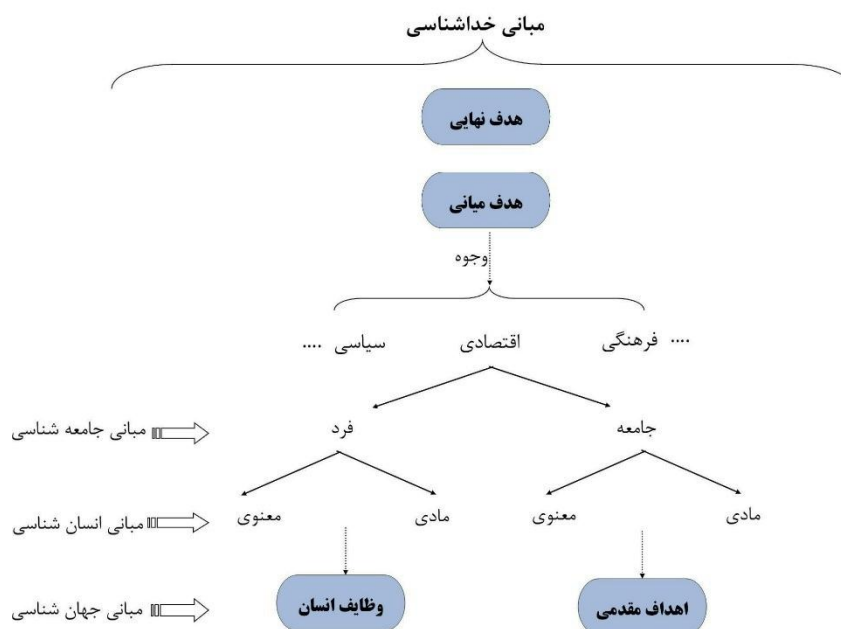 مبانی خداشناسی
هدف نهایی
هدف میانی
وجوه
.... فرهنگی
اقتصادی
سیاسی ....
جامعه
فرد
مبانی جامعه شناسی
مادی
معنوی
مادی
معنوی
مبانی انسان شناسی
اهداف مقدمی
وظایف انسان
مبانی جهان شناسی